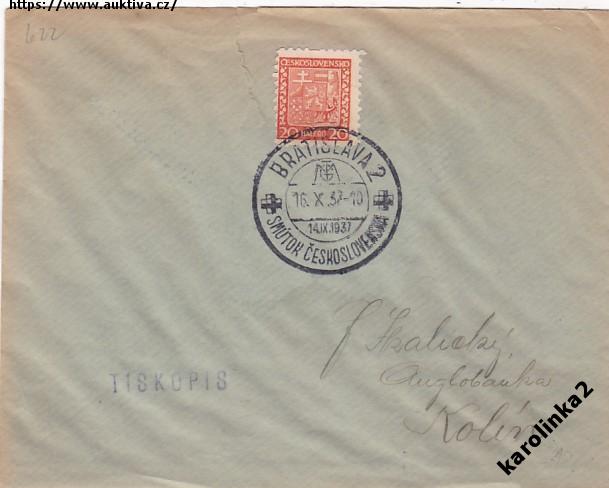 https://www.auktiva.cz/
622
ČESKOSLOVENSKO
20 HALÉŘŮ 20
BRATISLAVA 2
16. X. 37-10
14.IX.1937
SMÚTOK ČESKOSLOVENSKA
J Skalický,
Anglobanka
TISKOPIS
Kolín
karolinka2